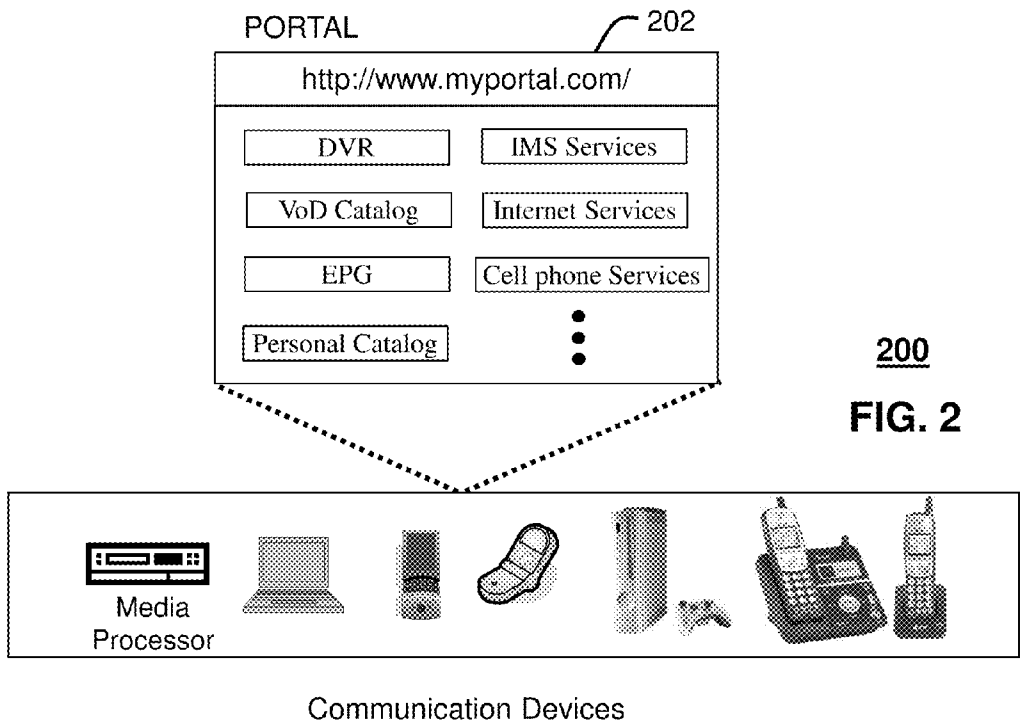 PORTAL
202
http://www.myportal.com/
DVR
IMS Services
VoD Catalog
Internet Services
EPG
Cell phone Services
Personal Catalog
200
FIG. 2
Media
Processor
Communication Devices